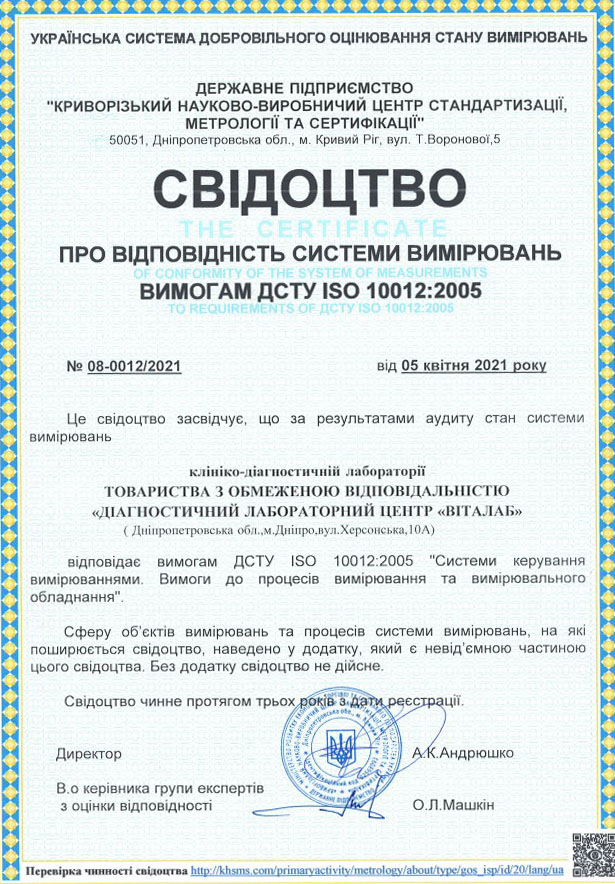 УКРАЇНСЬКА СИСТЕМА ДОБРОВІЛЬНОГО ОЦІНЮВАННЯ СТАНУ ВИМІРЮВАНЬ
ДЕРЖАВНЕ ПІДПРИЄМСТВО
"КРИВОРІЗЬКИЙ НАУКОВО-ВИРОБНИЧИЙ ЦЕНТР СТАНДАРТИЗАЦІЇ,
МЕТРОЛОГІЇ ТА СЕРТИФІКАЦІЇ"
50051, Дніпропетровська обл., м. Кривий Ріг, вул. Т.Воронової,5
СВІДОЦТВО
THE CERTIFICATE
ПРО ВІДПОВІДНІСТЬ СИСТЕМИ ВИМІРЮВАНЬ
OF CONFORMITY OF THE SYSTEM OF MEASUREMENTS
ВИМОГАМ ДСТУ ISO 10012:2005
TO REQUIREMENTS OF ДСТУ ISO 10012:2005
№ 08-0012/2021 від 05 квітня 2021 року
Це свідоцтво засвідчує, що за результатами аудиту стан системи
вимірювань
клініко-діагностичній лабораторії
ТОВАРИСТВА З ОБМЕЖЕНОЮ ВІДПОВІДАЛЬНІСТЮ
«ДІАГНОСТИЧНИЙ ЛАБОРАТОРНИЙ ЦЕНТР «ВІТАЛАБ»
( Дніпропетровська обл.,м.Дніпро,вул.Херсонська,10А)
відповідає вимогам ДСТУ ISO 10012:2005 "Системи керування
вимірюваннями. Вимоги до процесів вимірювання та вимірювального
обладнання".
Сферу об’єктів вимірювань та процесів системи вимірювань, на які
поширюється свідоцтво, наведено у додатку, який є невід’ємною частиною
цього свідоцтва. Без додатку свідоцтво не дійсне.
Свідоцтво чинне протягом трьох років з дати реєстрації.
Директор А.К.Андрюшко
В.о керівника групи експертів
з оцінки відповідності О.Л.Машкін
Перевірка чинності свідоцтва http://khsms.com/primaryactivity/metrology/about/type/gos_isp/id/20/lang/ua